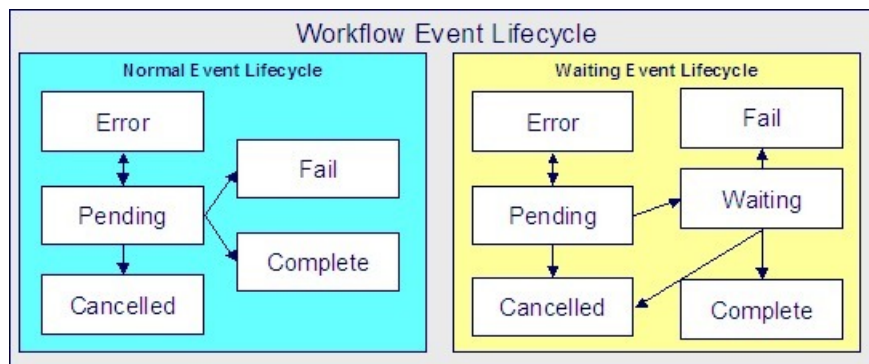 Workflow Event Lifecycle
Normal Event Lifecycle
Error
Fail
Pending
Complete
Cancelled
Waiting Event Lifecycle
Error
Fail
Pending
Waiting
Cancelled
Complete